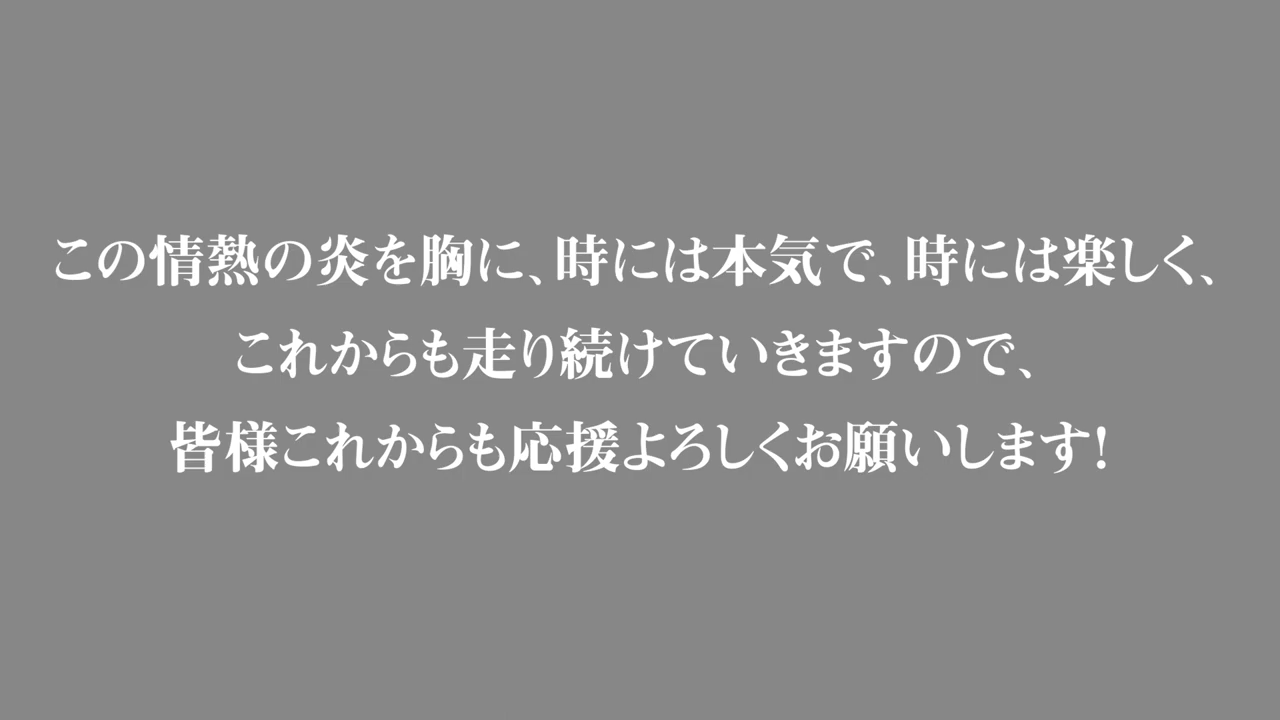 この情熱の炎を胸に、時には本気で、時には楽しく、
これからも走り続けていきますので、
皆様これからも応援よろしくお願いします！